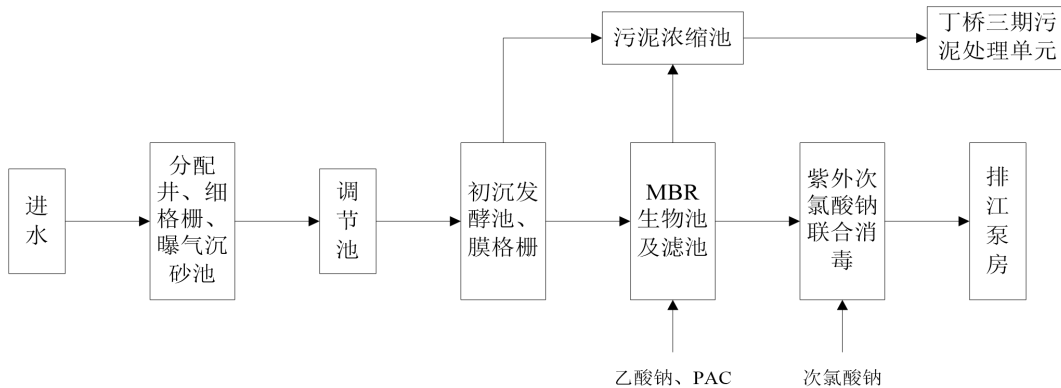 污泥浓缩池
丁桥三期污
泥处理单元
进
水
分配
井、细
格栅、
曝气沉
砂池
调
节
池
初沉发
酵池、
膜格栅
MBR
生物池
及滤池
紫外次
氯酸钠
联合消
毒
排
江
泵
房
乙酸钠、PAC
次氯酸钠